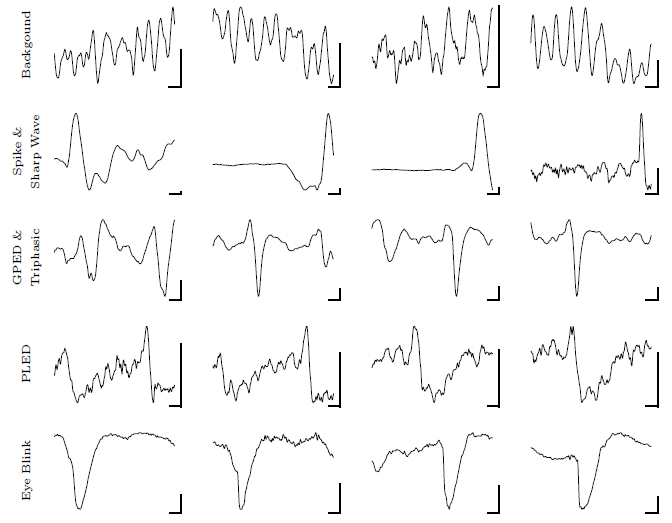 Backgound
Spike &
Sharp Wave
GPED &
Triphasic
PLED
Eye Blink